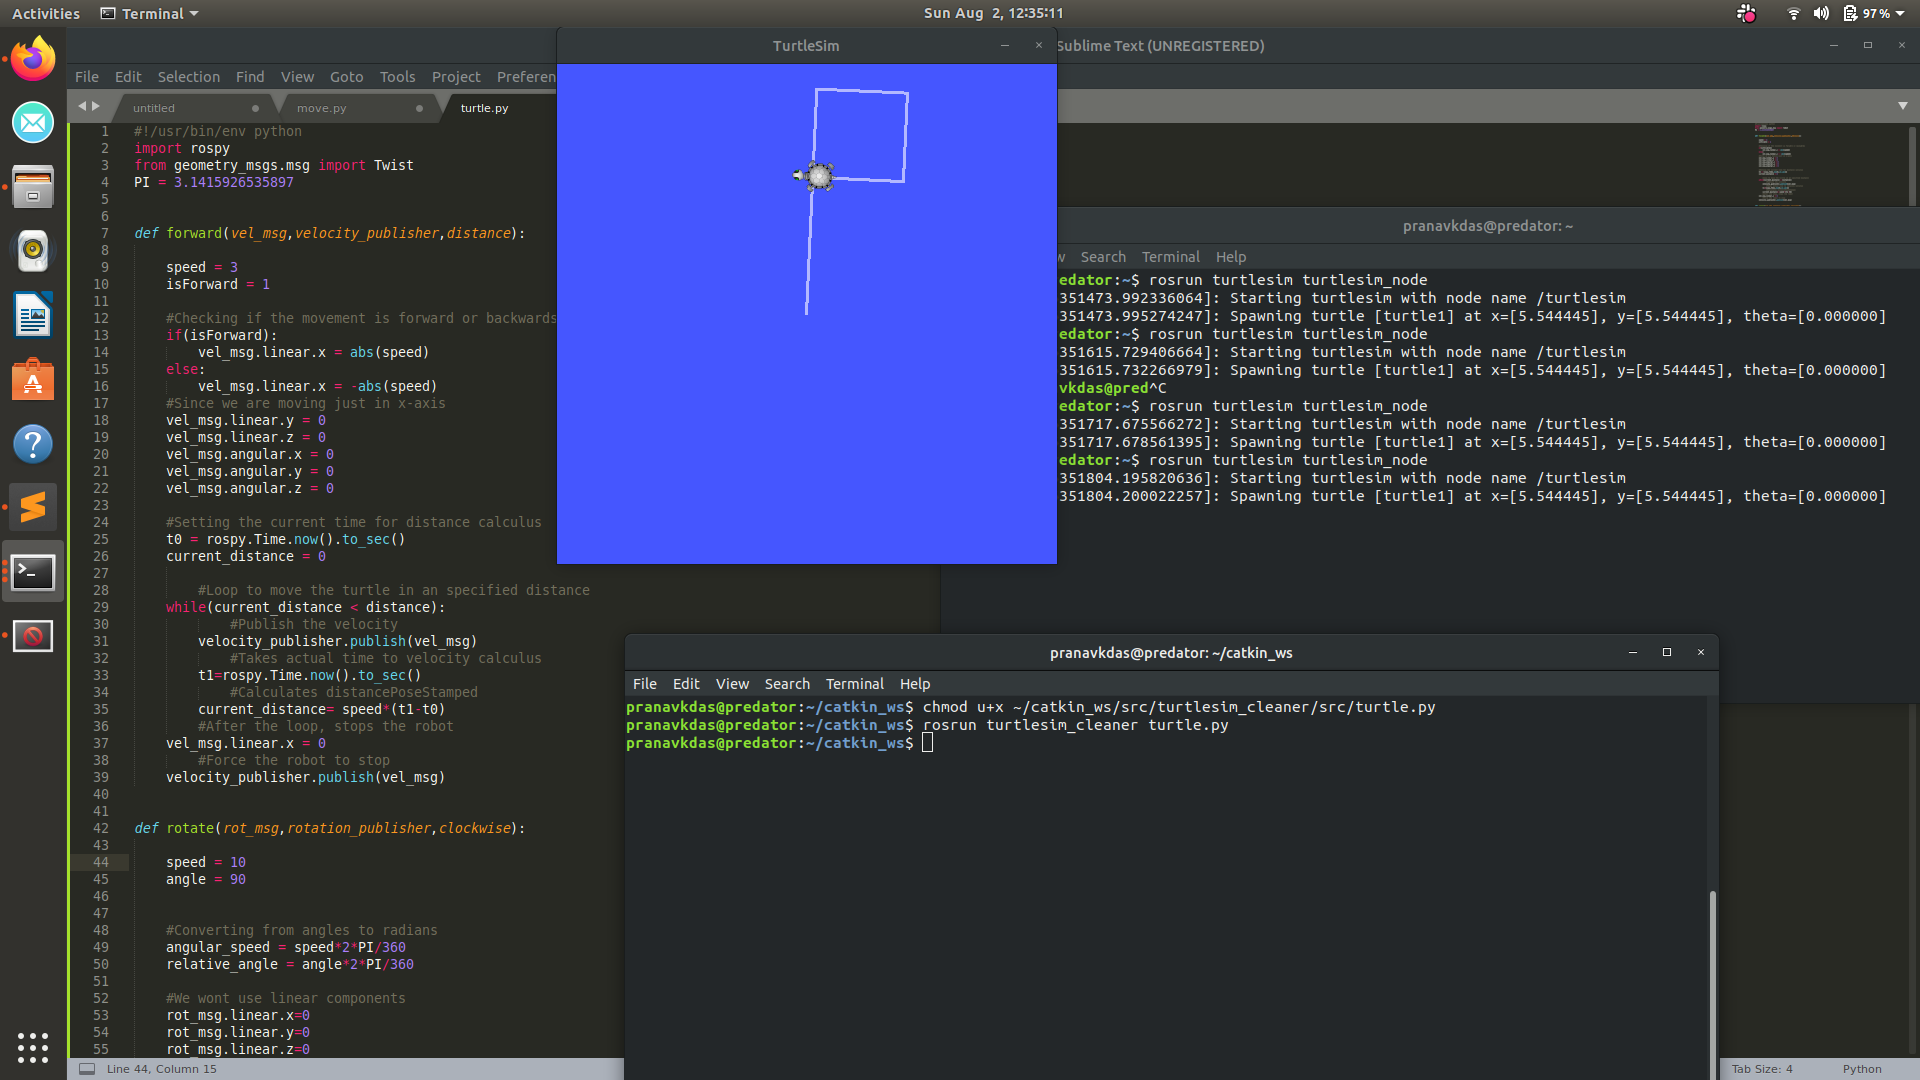 Activities
Terminal
Sun Aug 2, 12:35:11
97 %
TurtleSim
Sublime Text (UNREGISTERED)
File Edit Selection Find View Goto Tools Project Preferen
untitled
move.py
turtle.py
1 #!/usr/bin/env python
2 import rospy
3 from geometry_msgs.msg import Twist
4 PI = 3.1415926535897
5
6
7 def forward(vel_msg,velocity_publisher,distance):
8
9 speed = 3
10 isForward = 1
11
12 #Checking if the movement is forward or backwards
13 if(isForward):
14 vel_msg.linear.x = abs(speed)
15 else:
16 vel_msg.linear.x = -abs(speed)
17 #Since we are moving just in x-axis
18 vel_msg.linear.y = 0
19 vel_msg.linear.z = 0
20 vel_msg.angular.x = 0
21 vel_msg.angular.y = 0
22 vel_msg.angular.z = 0
23
24 #Setting the current time for distance calculus
25 t0 = rospy.Time.now().to_sec()
26 current_distance = 0
27
28 #Loop to move the turtle in an specified distance
29 while(current_distance < distance):
30 #Publish the velocity
31 velocity_publisher.publish(vel_msg)
32 #Takes actual time to velocity calculus
33 t1=rospy.Time.now().to_sec()
34 #Calculates distancePoseStamped
35 current_distance= speed*(t1-t0)
36 #After the loop, stops the robot
37 vel_msg.linear.x = 0
38 #Force the robot to stop
39 velocity_publisher.publish(vel_msg)
40
41
42 def rotate(rot_msg,rotation_publisher,clockwise):
43
44 speed = 10
45 angle = 90
46
47
48 #Converting from angles to radians
49 angular_speed = speed*2*PI/360
50 relative_angle = angle*2*PI/360
51
52 #We wont use linear components
53 rot_msg.linear.x=0
54 rot_msg.linear.y=0
55 rot_msg.linear.z=0
Line 44, Column 15
Tab Size: 4
Python
pranavkdas@predator: ~
w Search Terminal Help
edator:~$ rosrun turtlesim turtlesim_node
351473.992336064]: Starting turtlesim with node name /turtlesim
351473.995274247]: Spawning turtle [turtle1] at x=[5.544445], y=[5.544445], theta=[0.000000]
edator:~$ rosrun turtlesim turtlesim_node
351615.729406664]: Starting turtlesim with node name /turtlesim
351615.732266979]: Spawning turtle [turtle1] at x=[5.544445], y=[5.544445], theta=[0.000000]
vkdas@pred^C
edator:~$ rosrun turtlesim turtlesim_node
351717.675566272]: Starting turtlesim with node name /turtlesim
351717.678561395]: Spawning turtle [turtle1] at x=[5.544445], y=[5.544445], theta=[0.000000]
edator:~$ rosrun turtlesim turtlesim_node
351804.195820636]: Starting turtlesim with node name /turtlesim
351804.200022257]: Spawning turtle [turtle1] at x=[5.544445], y=[5.544445], theta=[0.000000]
pranavkdas@predator: ~/catkin_ws
File Edit View Search Terminal Help
pranavkdas@predator:~/catkin_ws$ chmod u+x ~/catkin_ws/src/turtlesim_cleaner/src/turtle.py
pranavkdas@predator:~/catkin_ws$ rosrun turtlesim_cleaner turtle.py
pranavkdas@predator:~/catkin_ws$